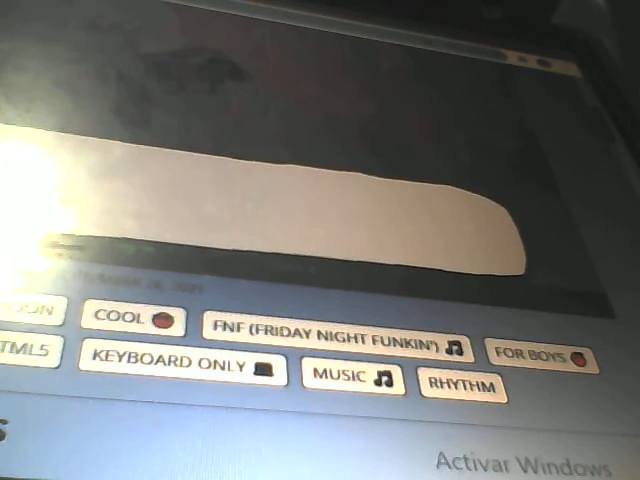 COOL FNF (FRIDAY NIGHT FUNKIN') FOR BOYS
KEYBOARD ONLY MUSIC RHYTHM
Activar Windows